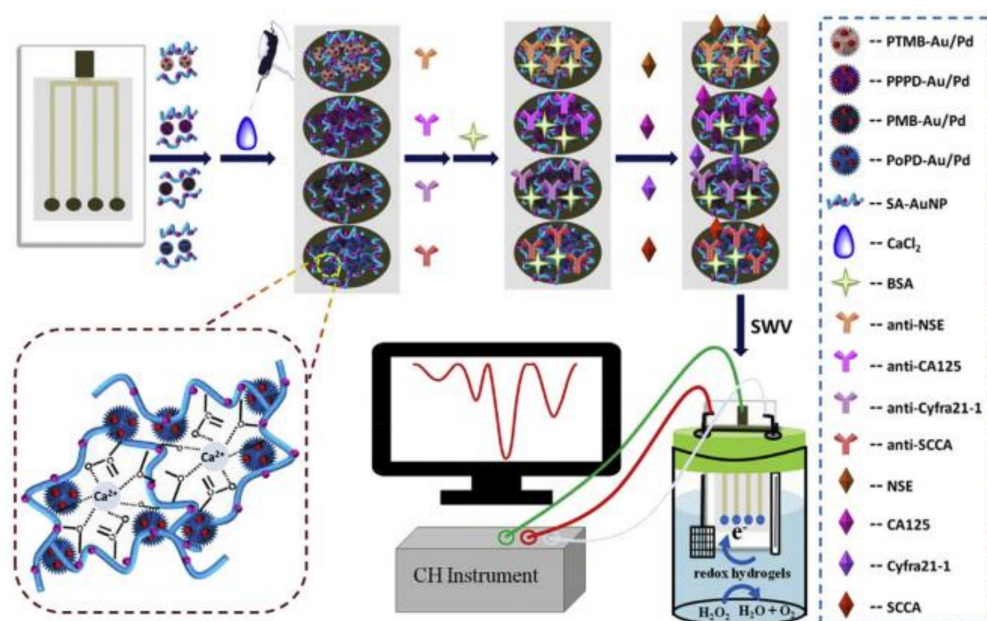 -- PTMB-Au/Pd
-- PPPD-Au/Pd
-- PMB-Au/Pd
-- PoPD-Au/Pd
-- SA-AuNP
-- CaCl₂
-- BSA
-- anti-NSE
-- anti-CA125
-- anti-Cyfra21-1
-- anti-SCCA
-- NSE
-- CA125
-- Cyfra21-1
-- SCCA
SWV
Ca²⁺
Ca²⁺
CH Instrument
e⁻
redox hydrogels
H₂O₂ H₂O + O₂